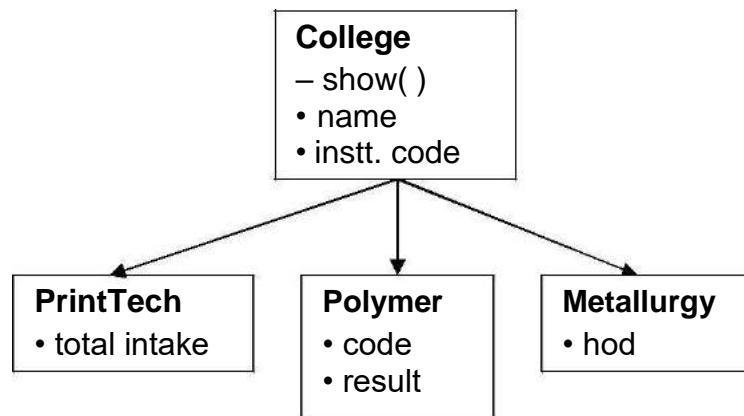 College
– show( )
• name
• instt. code
PrintTech
• total intake
Polymer
• code
• result
Metallurgy
• hod